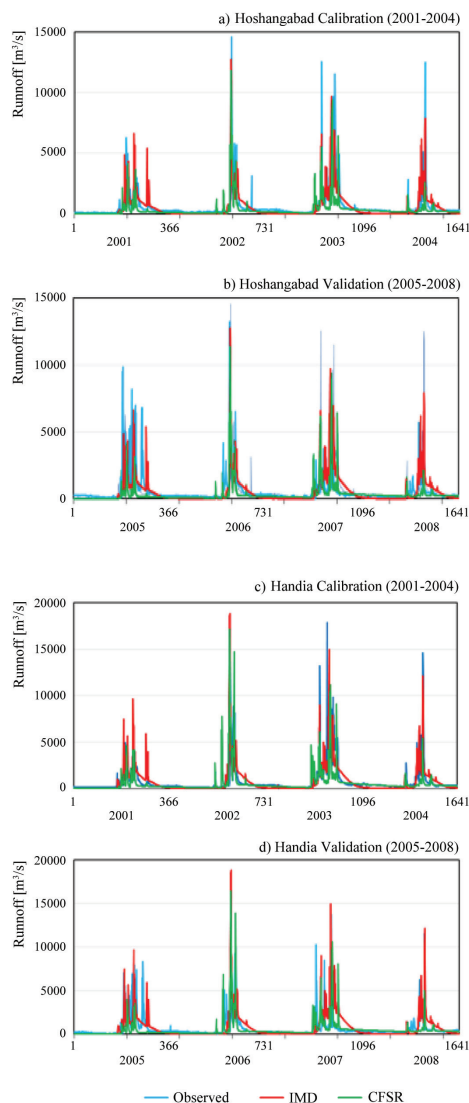 a) Hoshangabad Calibration (2001-2004)
Runnoff [m³/s]
15000
10000
5000
0
1 366 731 1096 1641
2001 2002 2003 2004
b) Hoshangabad Validation (2005-2008)
Runnoff [m³/s]
15000
10000
5000
0
1 366 731 1096 1641
2005 2006 2007 2008
c) Handia Calibration (2001-2004)
Runnoff [m³/s]
20000
15000
10000
5000
0
1 366 731 1096 1641
2001 2002 2003 2004
d) Handia Validation (2005-2008)
Runnoff [m³/s]
20000
15000
10000
5000
0
1 366 731 1096 1641
2005 2006 2007 2008
Observed IMD CFSR